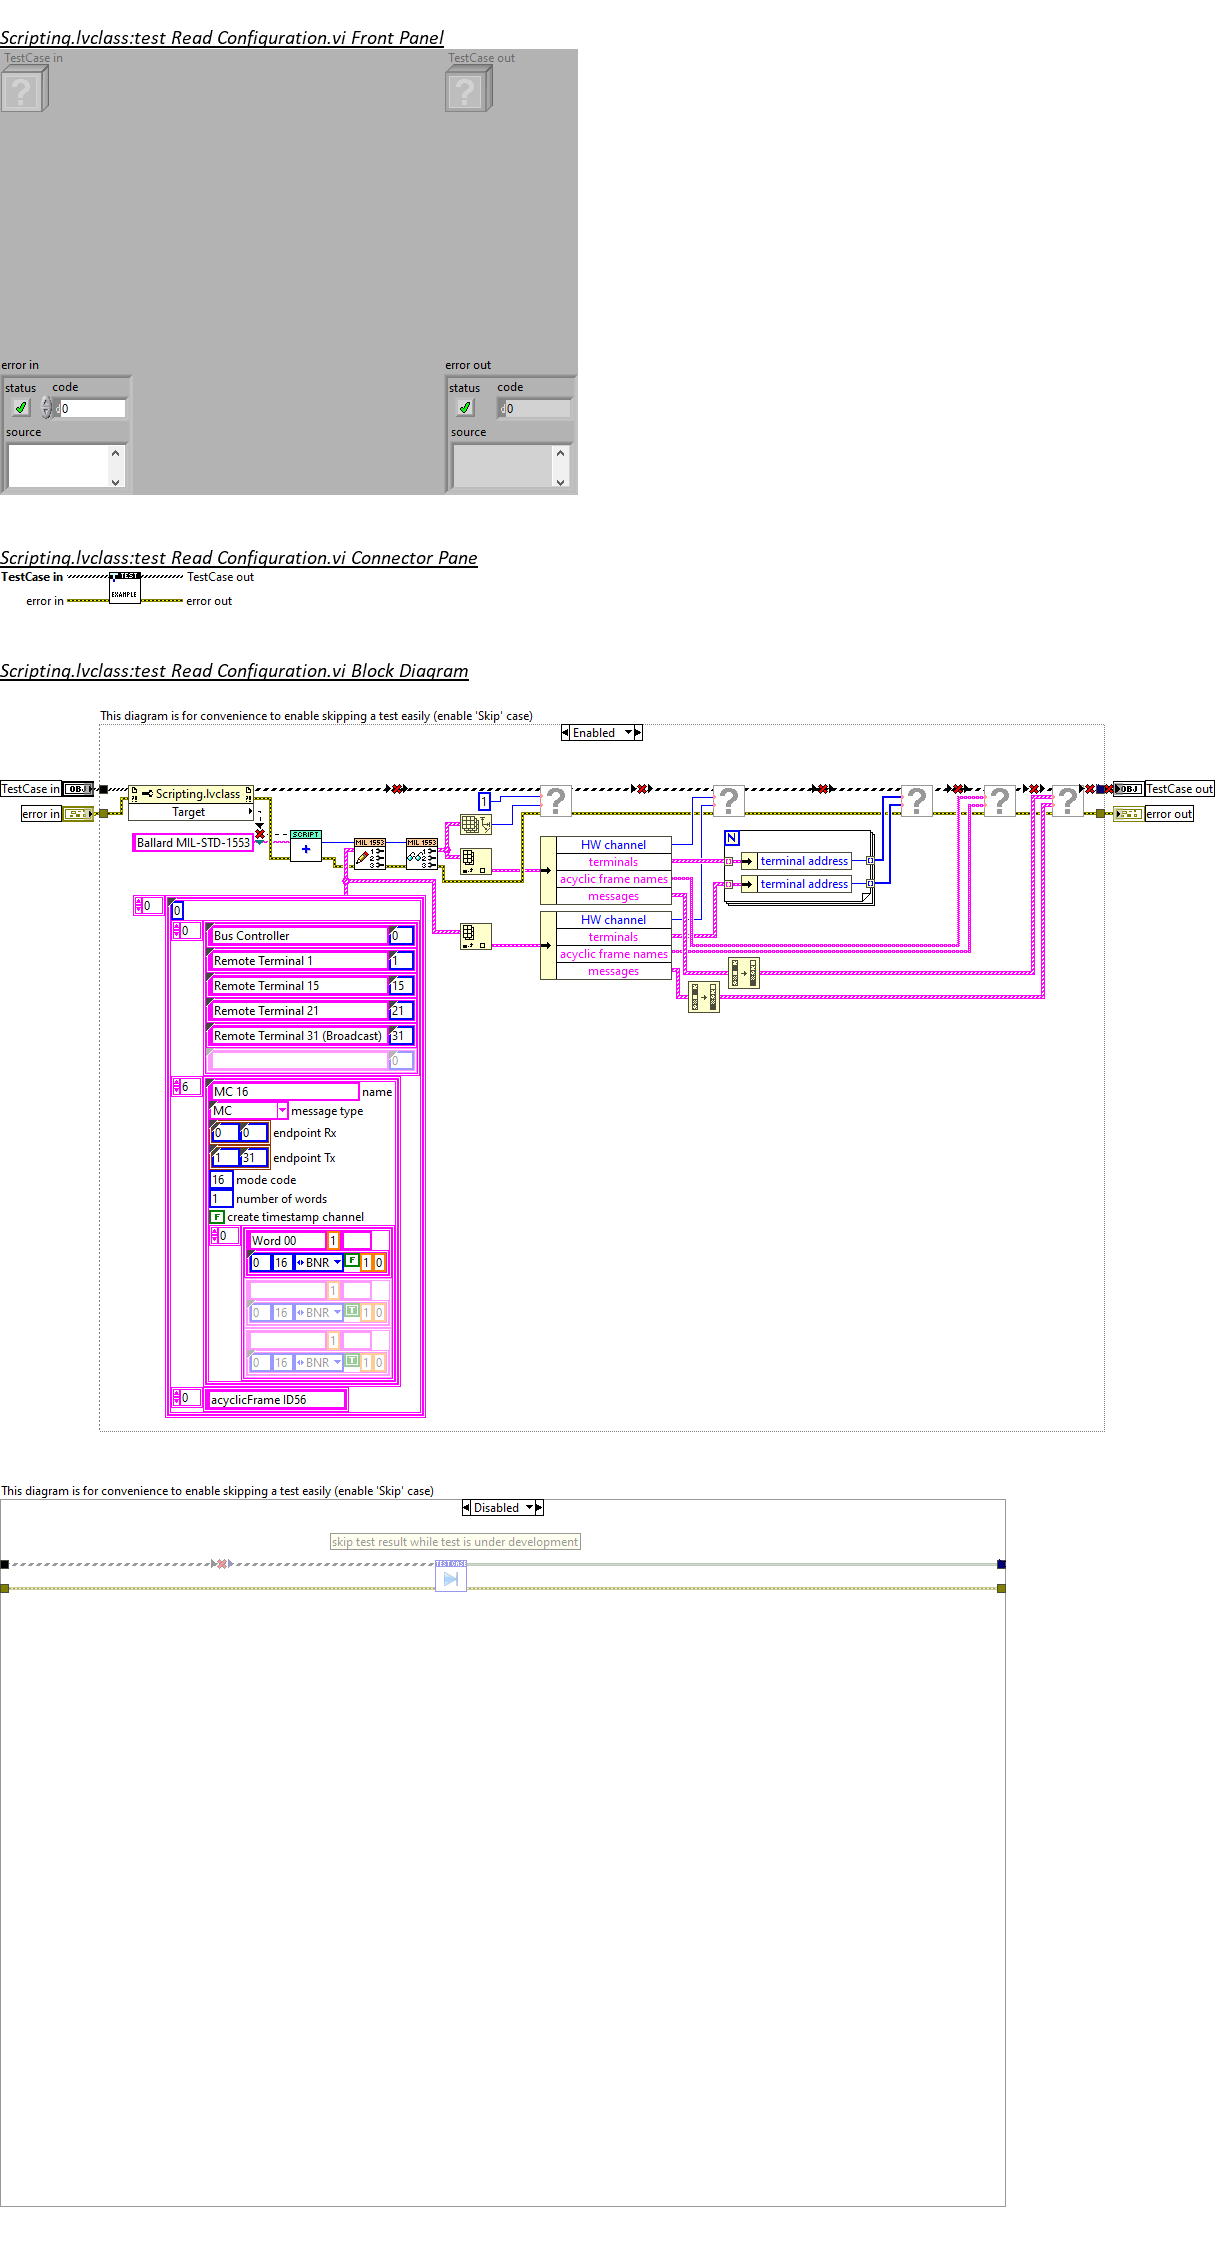 Scripting.lvclass:test Read Configuration.vi Front Panel
TestCase in
TestCase out
?
?
error in
error out
status code
status code
0
0
source
source
Scripting.lvclass:test Read Configuration.vi Connector Pane
TestCase in
TestCase out
TEST
EXAMPLE
error in
error out
Scripting.lvclass:test Read Configuration.vi Block Diagram
This diagram is for convenience to enable skipping a test easily (enable 'Skip' case)
Enabled
TestCase in
OBJ
Scripting.lvclass
OBJ
TestCase out
error in
Target
error out
1
?
?
?
?
?
Ballard MIL-STD-1553
SCRIPT
MIL 1553
MIL 1553
N
HW channel
terminals
acyclic frame names
messages
terminal address
terminal address
HW channel
terminals
acyclic frame names
messages
0
0
0
Bus Controller 0
Remote Terminal 1 1
Remote Terminal 15 15
Remote Terminal 21 21
Remote Terminal 31 (Broadcast) 31
0
6
MC 16 name
MC message type
0 0 endpoint Rx
1 31 endpoint Tx
16 mode code
1 number of words
F create timestamp channel
0
Word 00 1
0 16 BNR F 1 0
1
0 16 BNR T 1 0
1
0 16 BNR T 1 0
0
acyclicFrame ID56
This diagram is for convenience to enable skipping a test easily (enable 'Skip' case)
Disabled
skip test result while test is under development
TEST CASE